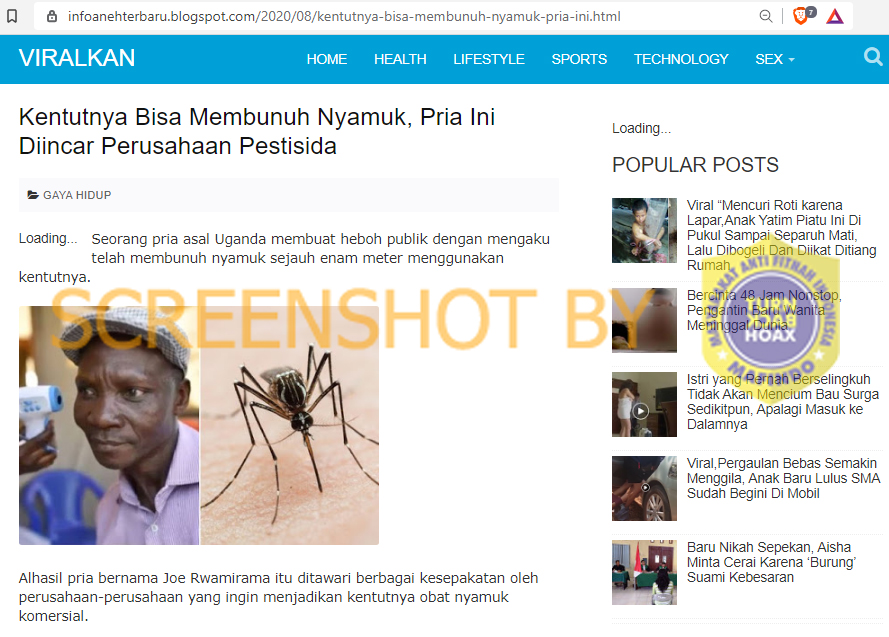 infoanehterbaru.blogspot.com/2020/08/kentutnya-bisa-membunuh-nyamuk-pria-ini.html
7
VIRALKAN
HOME HEALTH LIFESTYLE SPORTS TECHNOLOGY SEX
Kentutnya Bisa Membunuh Nyamuk, Pria Ini
Diincar Perusahaan Pestisida
GAYA HIDUP
Loading... Seorang pria asal Uganda membuat heboh publik dengan mengaku
telah membunuh nyamuk sejauh enam meter menggunakan
kentutnya.
SCREENSHOT BY
Alhasil pria bernama Joe Rwamirama itu ditawari berbagai kesepakatan oleh
perusahaan-perusahaan yang ingin menjadikan kentutnya obat nyamuk
komersial.
Loading...
POPULAR POSTS
Viral “Mencuri Roti karena
Lapar,Anak Yatim Piatu Ini Di
Pukul Sampai Separuh Mati,
Lalu Dibogeli Dan Diikat Ditiang
Rumah
Bercinta 48 Jam Nonstop,
Pengantin Baru Wanita
Meninggal Dunia
Istri yang Pernah Berselingkuh
Tidak Akan Mencium Bau Surga
Sedikitpun, Apalagi Masuk ke
Dalamnya
Viral,Pergaulan Bebas Semakin
Menggila, Anak Baru Lulus SMA
Sudah Begini Di Mobil
Baru Nikah Sepekan, Aisha
Minta Cerai Karena ‘Burung’
Suami Kebesaran
MASYARAKAT ANTI FITNAH INDONESIA
TURN
BACK
HOAX
MAFINDO